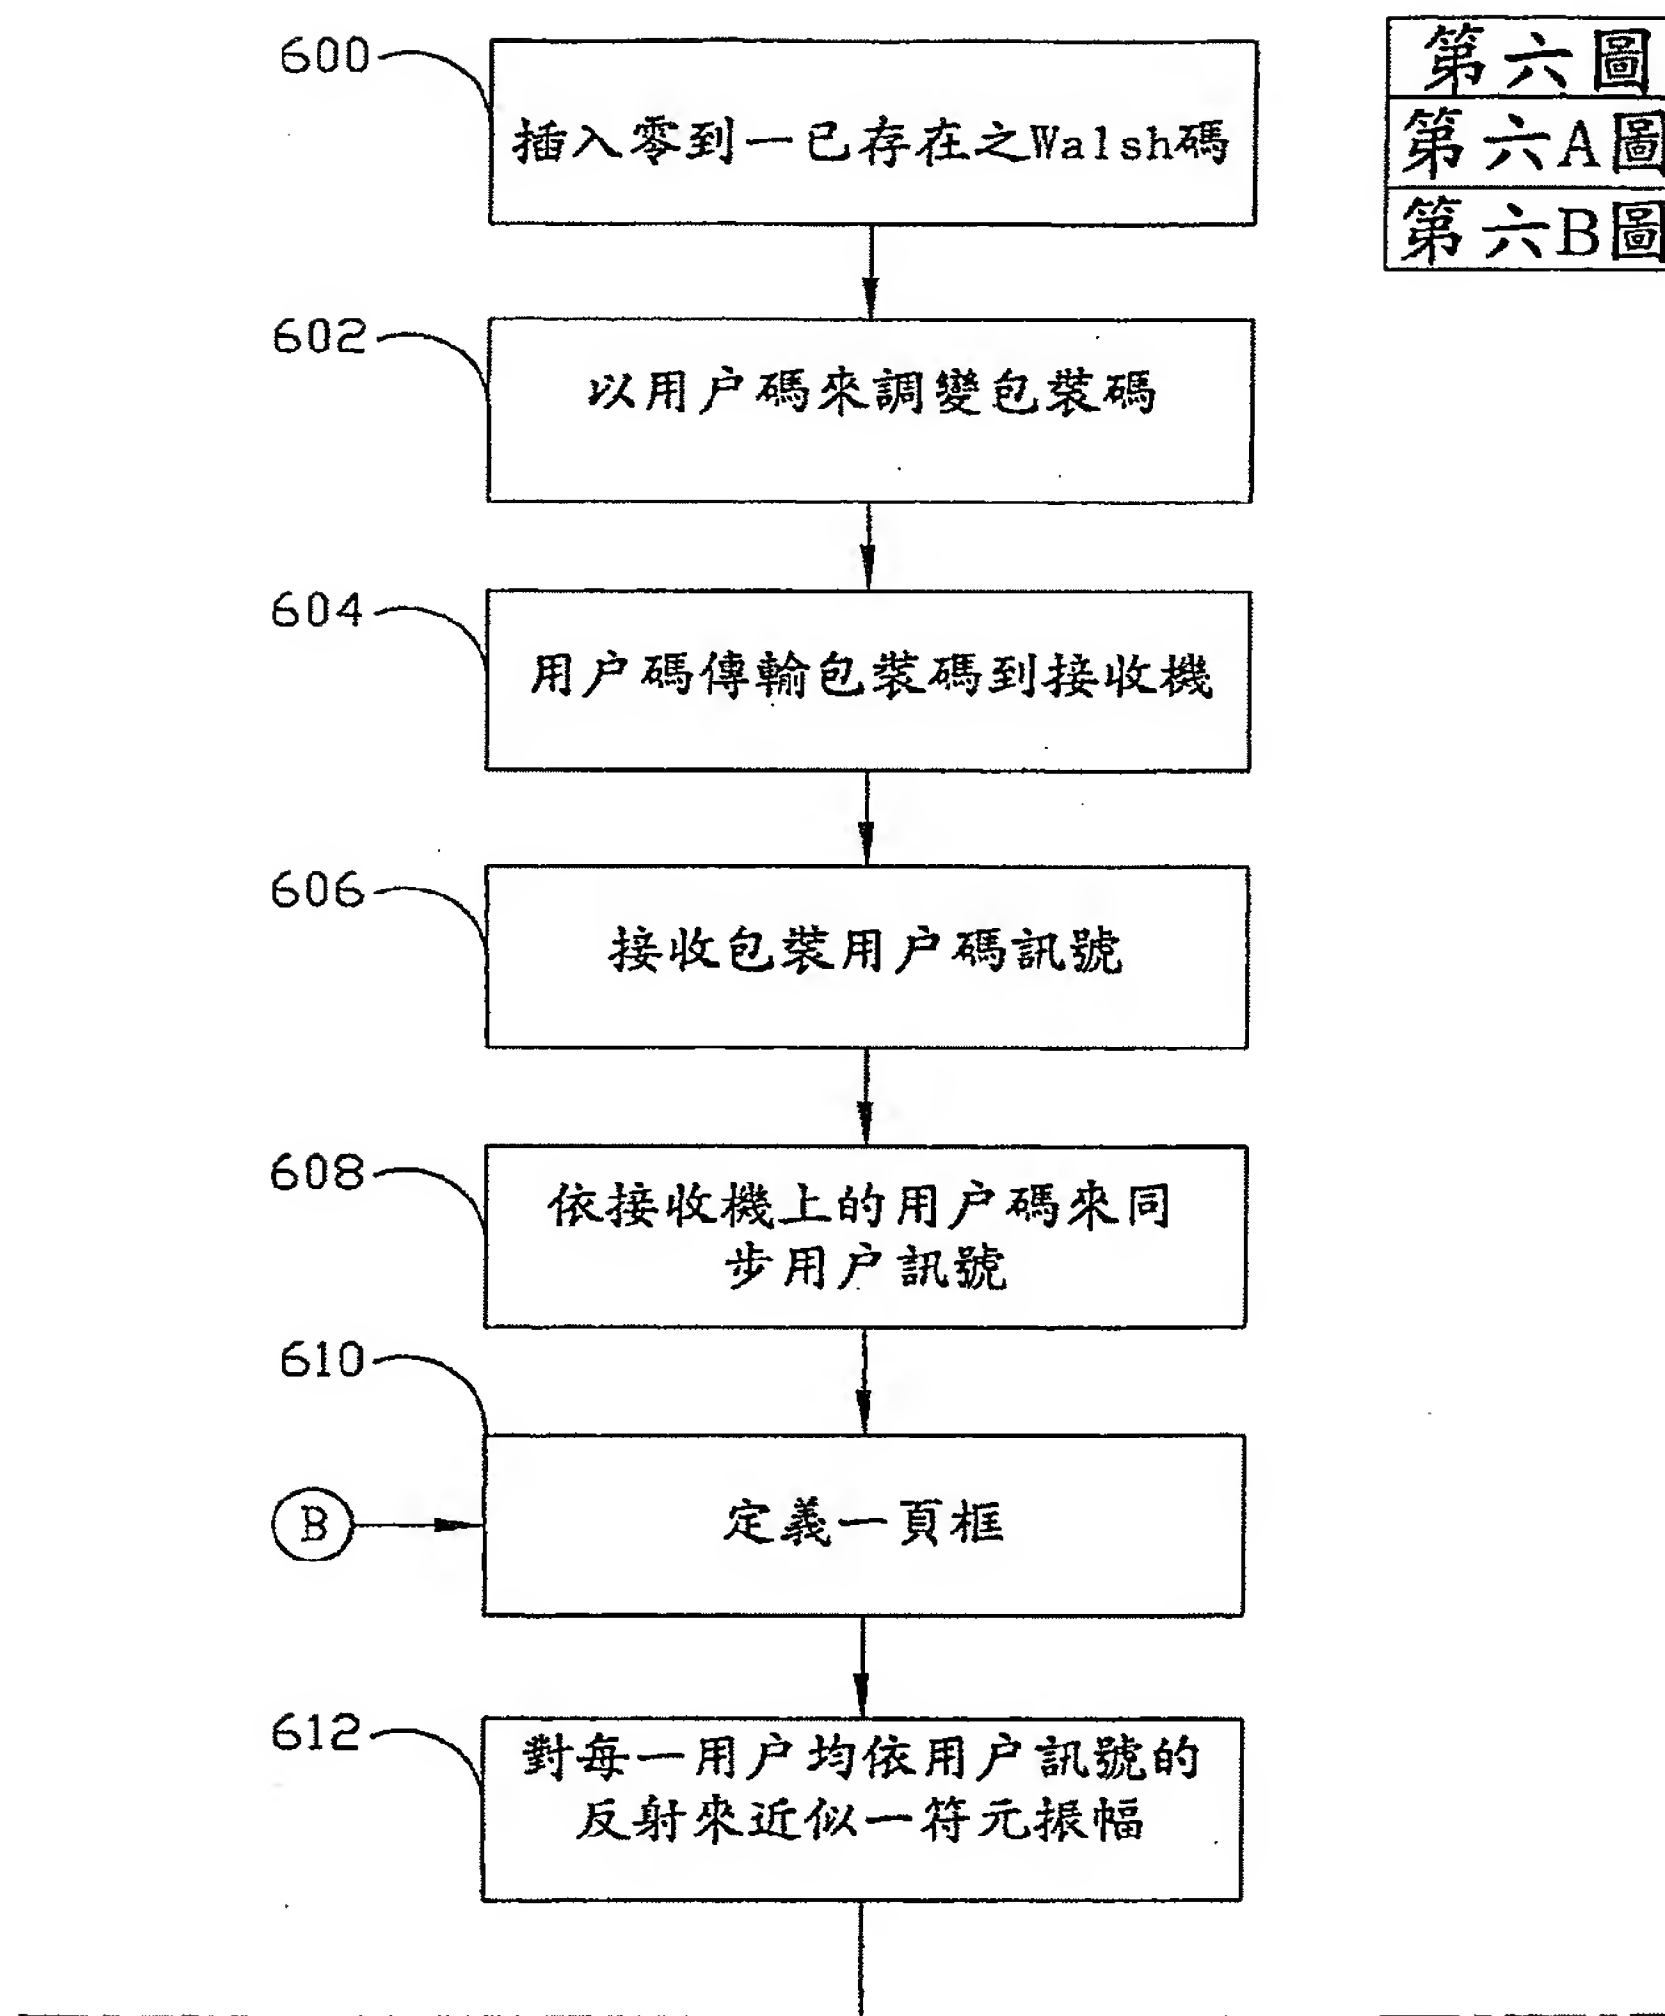 第六圖
第六A圖
第六B圖
600
插入零到一已存在之Walsh碼
602
以用户碼來調變包裝碼
604
用户碼傳輸包裝碼到接收機
606
接收包裝用户碼訊號
608
依接收機上的用户碼來同
步用户訊號
610
B
定義一頁框
612
對每一用户均依用户訊號的
反射來近似一符元振幅